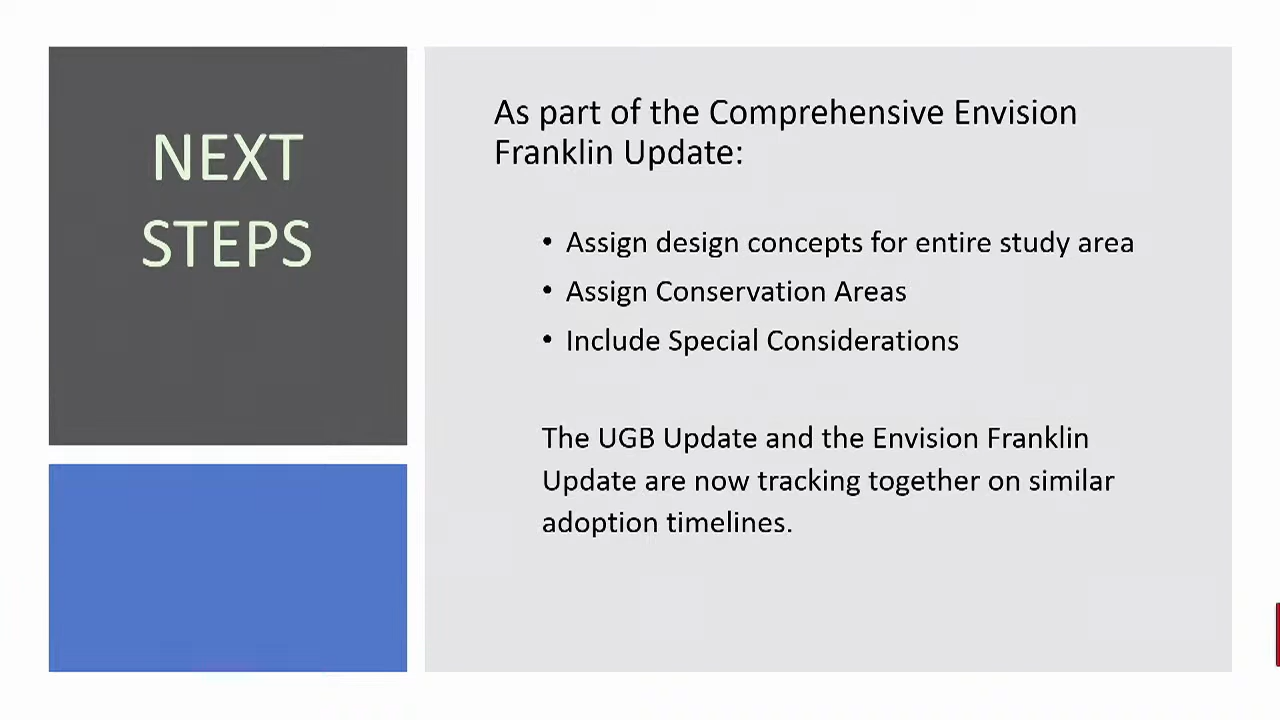 NEXT
STEPS
As part of the Comprehensive Envision
Franklin Update:
• Assign design concepts for entire study area
• Assign Conservation Areas
• Include Special Considerations
The UGB Update and the Envision Franklin
Update are now tracking together on similar
adoption timelines.